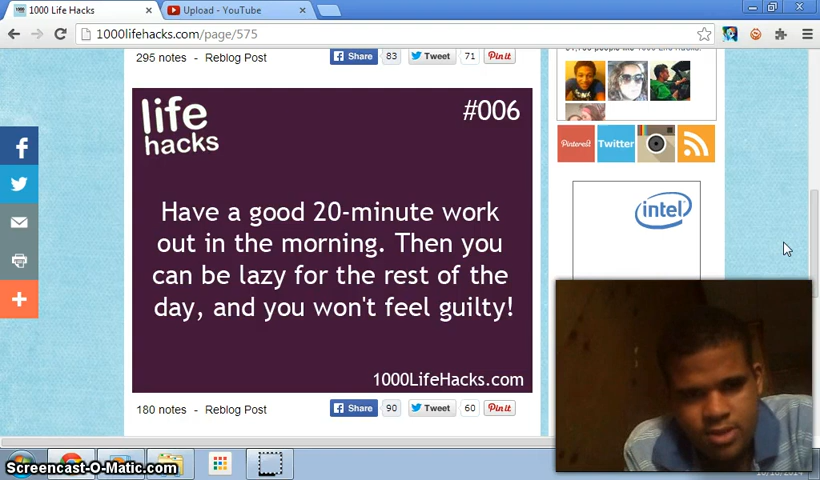 1000 Life Hacks
Upload - YouTube
1000lifehacks.com/page/575
295 notes - Reblog Post
Share 83
Tweet 71
Pin it
life
hacks
#006
Have a good 20-minute work
out in the morning. Then you
can be lazy for the rest of the
day, and you won't feel guilty!
1000LifeHacks.com
180 notes - Reblog Post
Share 90
Tweet 60
Pin it
Pinterest
Twitter
intel
Screencast-O-Matic.com